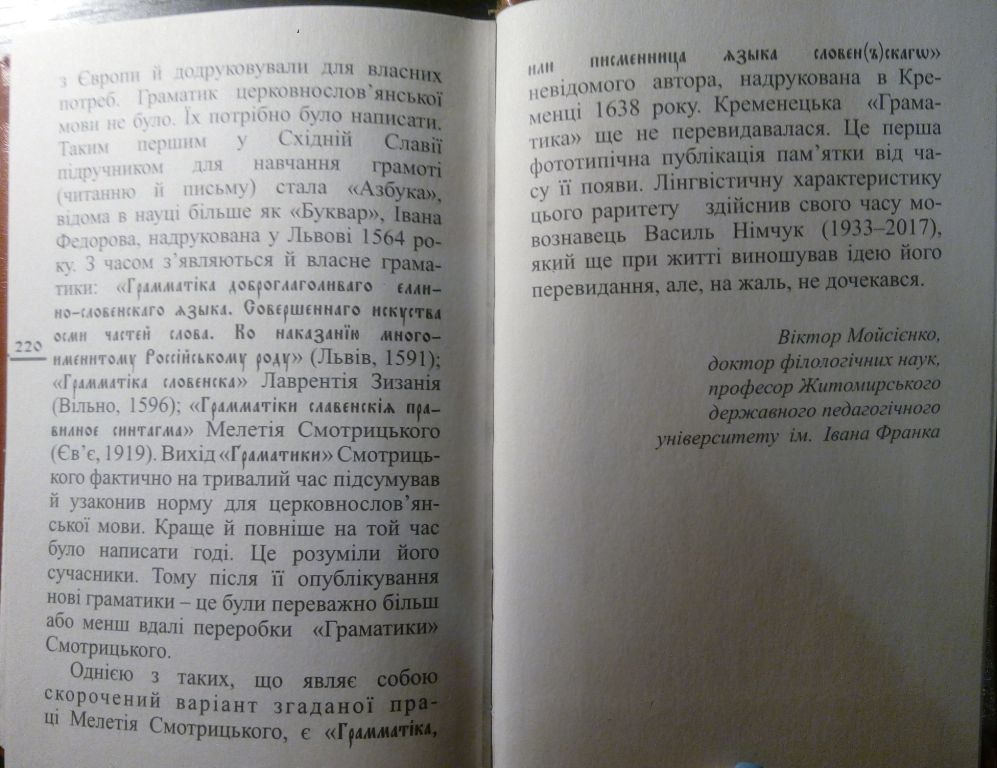 з Європи й додруковували для власних
потреб. Граматик церковнослов’янської
мови не було. Їх потрібно було написати.
Таким першим у Східній Славії
підручником для навчання грамоті
(читанню й письму) стала «Азбука»,
відома в науці більше як «Буквар», Івана
Федорова, надрукована у Львові 1564 ро-
ку. З часом з’являються й власне грама-
тики: «Грамматіка доброглаголиваго елли-
но-словенскаго ѧзыка. Совершеннаго искуства
осми частей слова. Ко наказанїю много-
именитому Россїйскому роду» (Львів, 1591);
«Грамматіка словенска» Лаврентія Зизанія
(Вільно, 1596); «Грамматіки славенскіѧ пра-
вилное синтагма» Мелетія Смотрицького
(Єв’є, 1919). Вихід «Граматики» Смотриць-
кого фактично на тривалий час підсумував
й узаконив норму для церковнослов’ян-
ської мови. Краще й повніше на той час
було написати годі. Це розуміли його
сучасники. Тому після її опублікування
нові граматики – це були переважно більш
або менш вдалі переробки «Граматики»
Смотрицького.
Однією з таких, що являє собою
скорочений варіант згаданої пра-
ці Мелетія Смотрицького, є «Грамматіка,
220
или писменница ѧзыка словен(ъ)скагѡ»
невідомого автора, надрукована в Кре-
менці 1638 року. Кременецька «Грама-
тика» ще не перевидавалася. Це перша
фототипічна публікація пам’ятки від ча-
су її появи. Лінгвістичну характеристику
цього раритету здійснив свого часу мо-
вознавець Василь Німчук (1933–2017),
який ще при житті виношував ідею його
перевидання, але, на жаль, не дочекався.
Віктор Мойсієнко,
доктор філологічних наук,
професор Житомирського
державного педагогічного
університету ім. Івана Франка